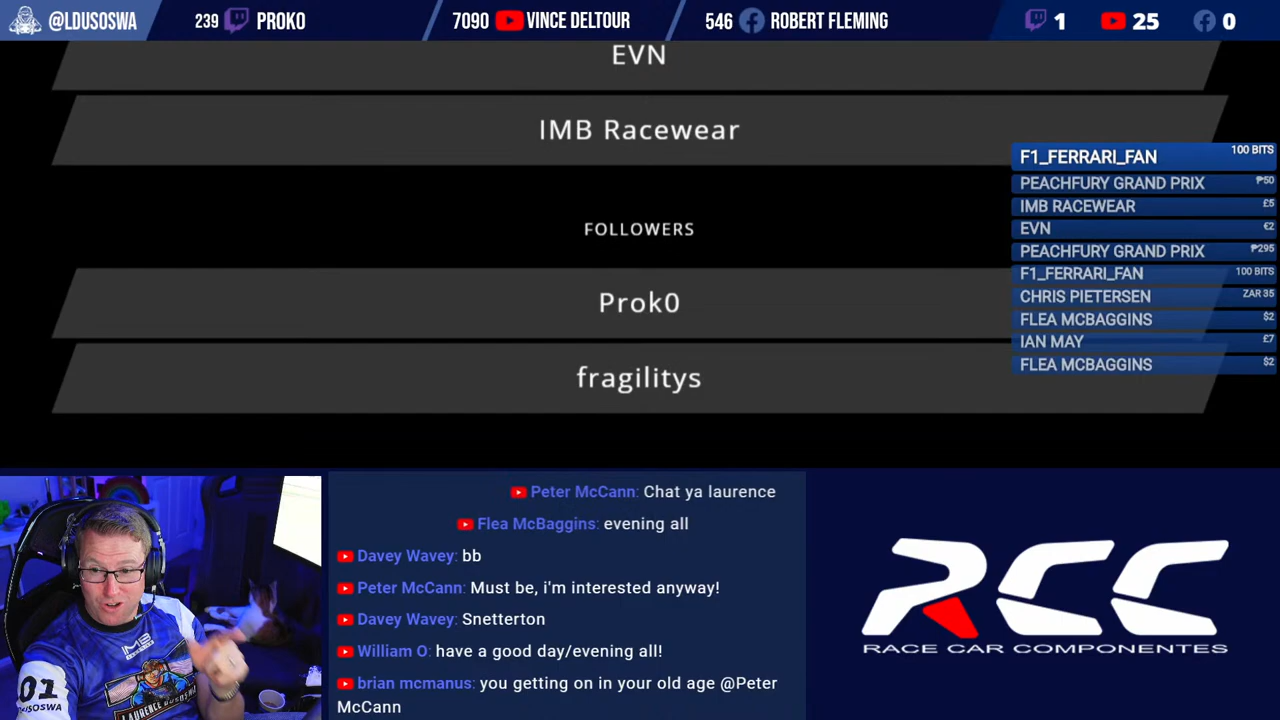 @LDUSOSWA 239 PROKO 7090 VINCE DELTOUR 546 ROBERT FLEMING 1 25 0
EVN
IMB Racewear
FOLLOWERS
Prok0
fragilitys
F1_FERRARI_FAN 100 BITS
PEACHFURY GRAND PRIX ₱50
IMB RACEWEAR £5
EVN €2
PEACHFURY GRAND PRIX ₱295
F1_FERRARI_FAN 100 BITS
CHRIS PIETERSEN ZAR 35
FLEA MCBAGGINS $2
IAN MAY £7
FLEA MCBAGGINS $2
Peter McCann: Chat ya laurence
Flea McBaggins: evening all
Davey Wavey: bb
Peter McCann: Must be, i'm interested anyway!
Davey Wavey: Snetterton
William O: have a good day/evening all!
brian mcmanus: you getting on in your old age @Peter
McCann
RCC
RACE CAR COMPONENTES
IMB
01
LAURENCE DUSOSWA